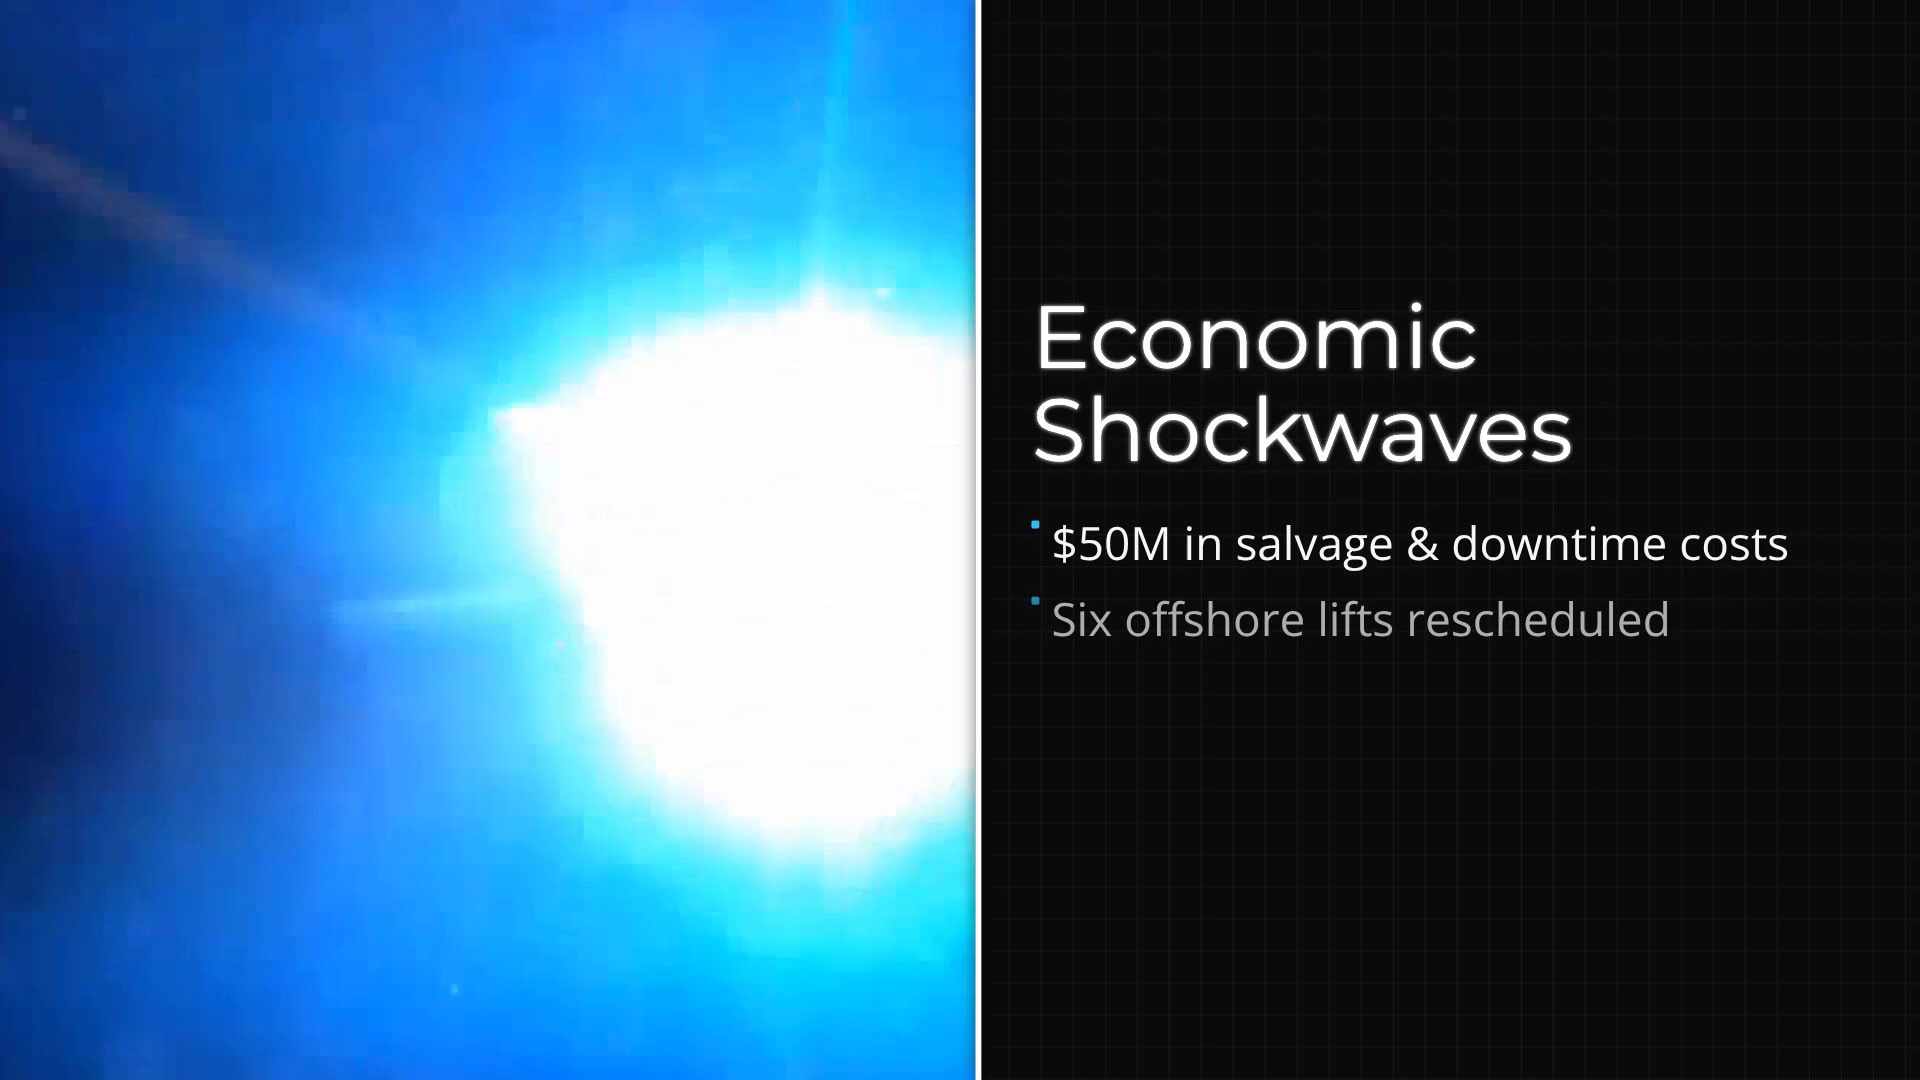 Economic
Shockwaves
$50M in salvage & downtime costs
Six offshore lifts rescheduled